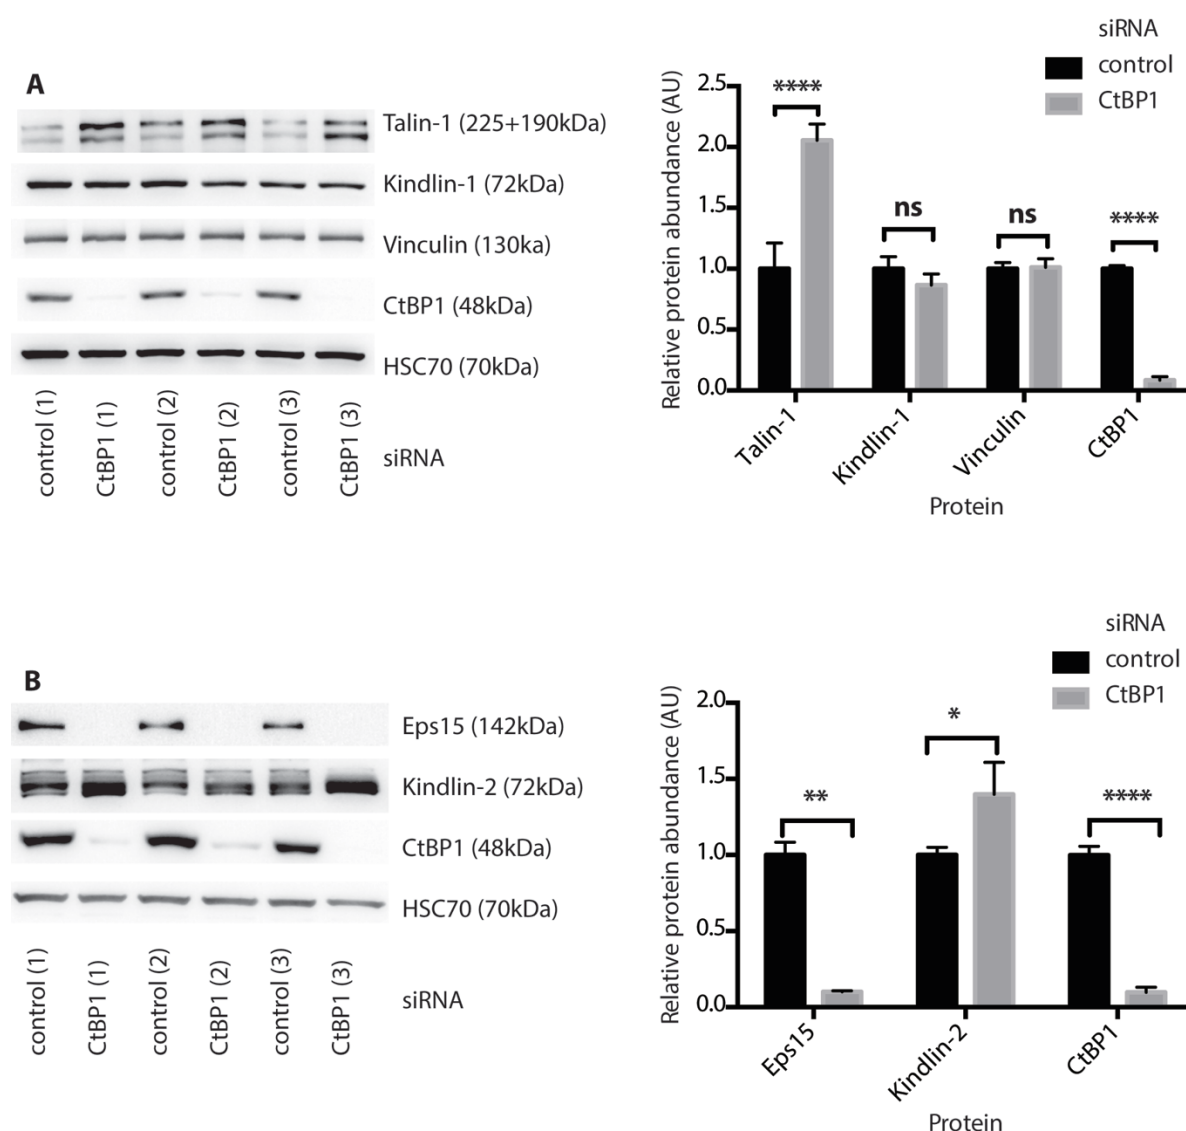 A
Talin-1 (225+190kDa)
Kindlin-1 (72kDa)
Vinculin (130ka)
CtBP1 (48kDa)
HSC70 (70kDa)
control (1)
CtBP1 (1)
control (2)
CtBP1 (2)
control (3)
CtBP1 (3)
siRNA
siRNA
control
CtBP1
Relative protein abundance (AU)
2.5
2.0
1.5
1.0
0.5
0.0
****
ns
ns
****
Talin-1
Kindlin-1
Vinculin
CtBP1
Protein
B
Eps15 (142kDa)
Kindlin-2 (72kDa)
CtBP1 (48kDa)
HSC70 (70kDa)
control (1)
CtBP1 (1)
control (2)
CtBP1 (2)
control (3)
CtBP1 (3)
siRNA
siRNA
control
CtBP1
Relative protein abundance (AU)
2.0
1.5
1.0
0.5
0.0
**
*
****
Eps15
Kindlin-2
CtBP1
Protein